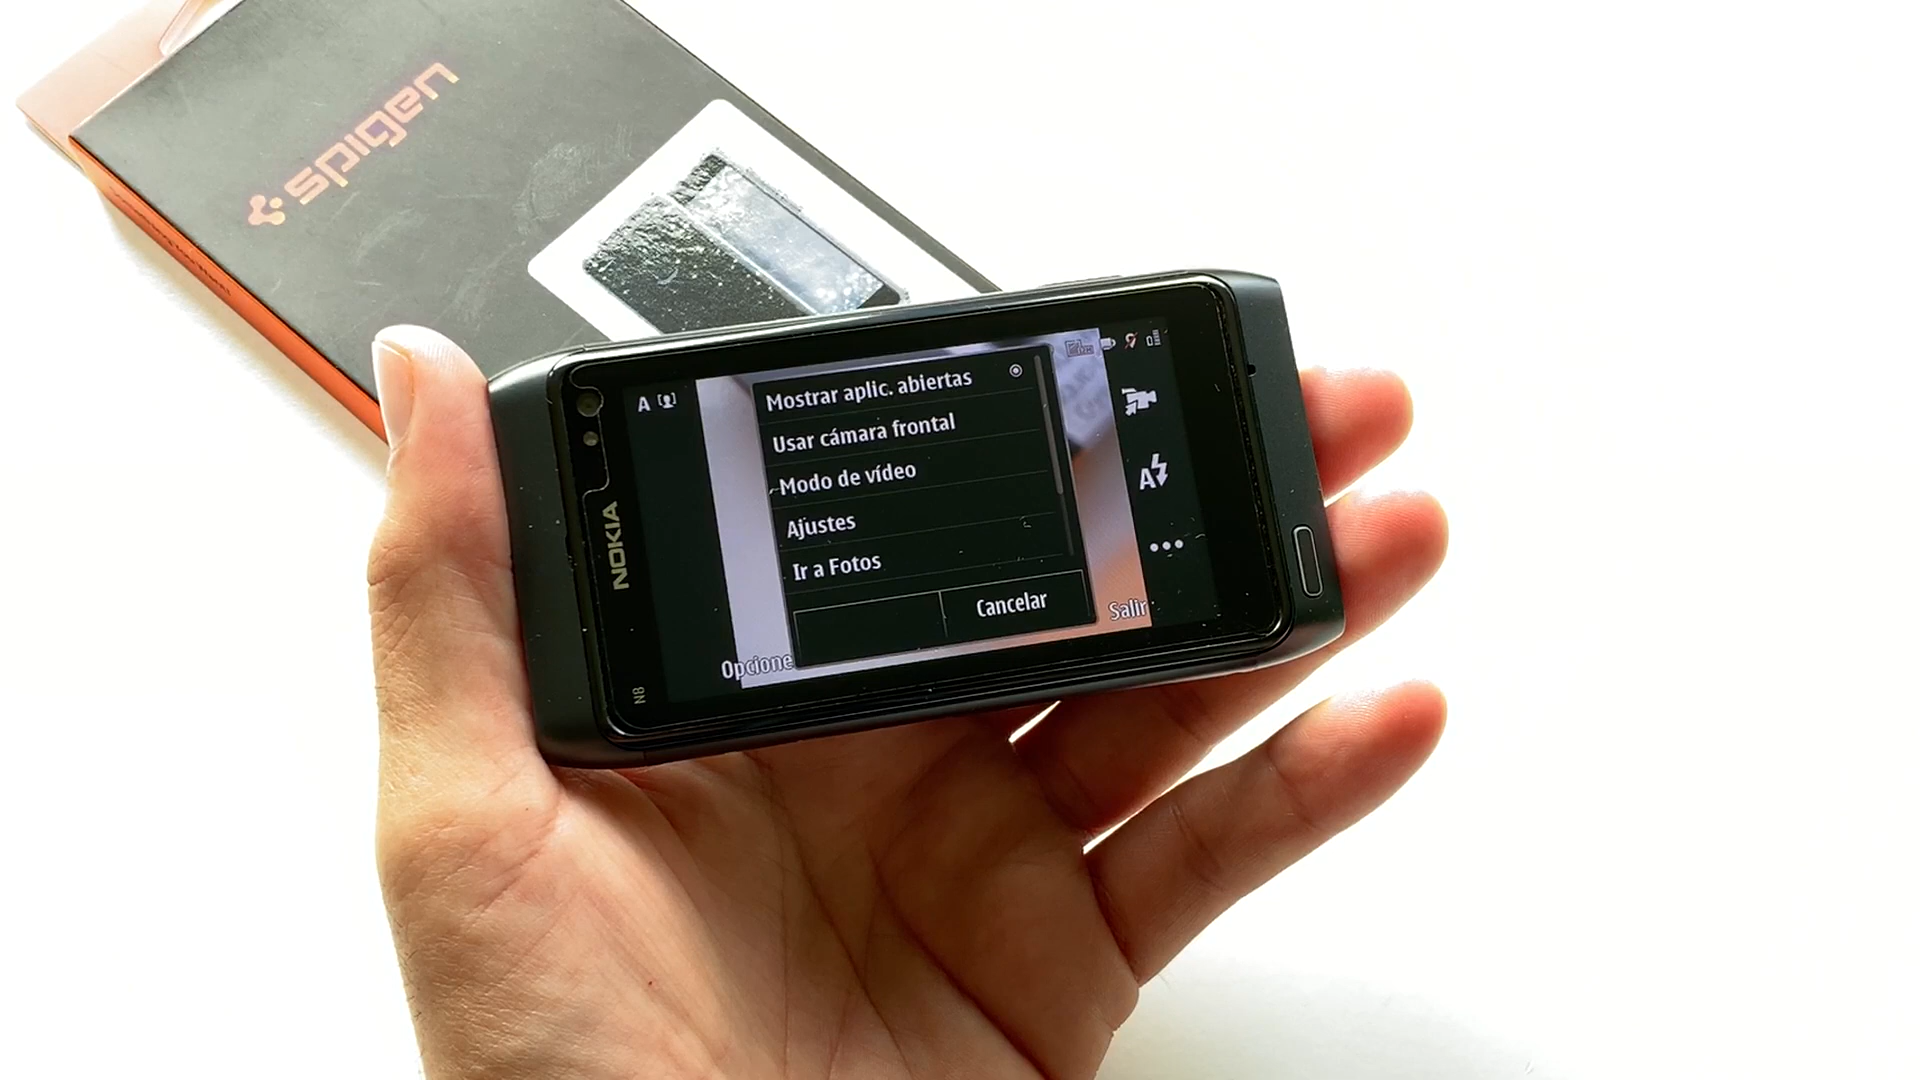 spigen
A
Mostrar aplic. abiertas
Usar cámara frontal
Modo de vídeo
Ajustes
Ir a Fotos
Cancelar
Opcione
Salir
A
NOKIA
N8